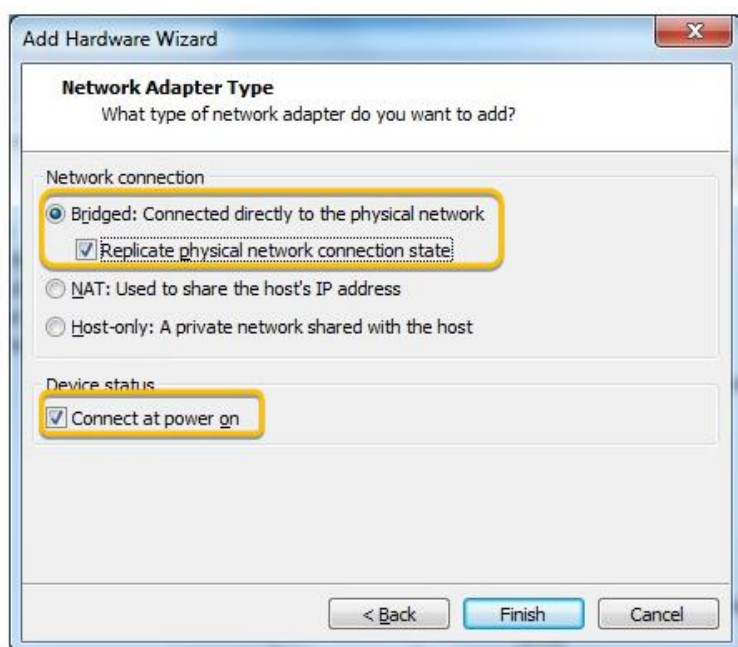 Add Hardware Wizard
Network Adapter Type
What type of network adapter do you want to add?
Network connection
Bridged: Connected directly to the physical network
Replicate physical network connection state
NAT: Used to share the host's IP address
Host-only: A private network shared with the host
Device status
Connect at power on
< Back Finish Cancel